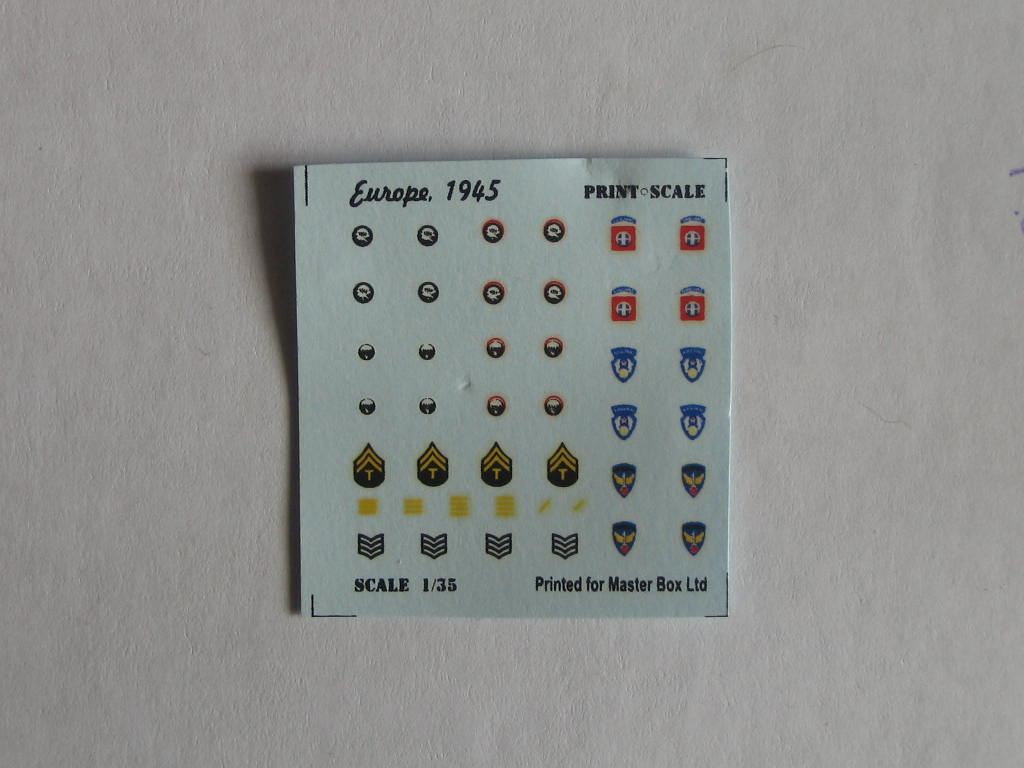 Europe, 1945
PRINT SCALE
T T T T
SCALE 1/35
Printed for Master Box Ltd